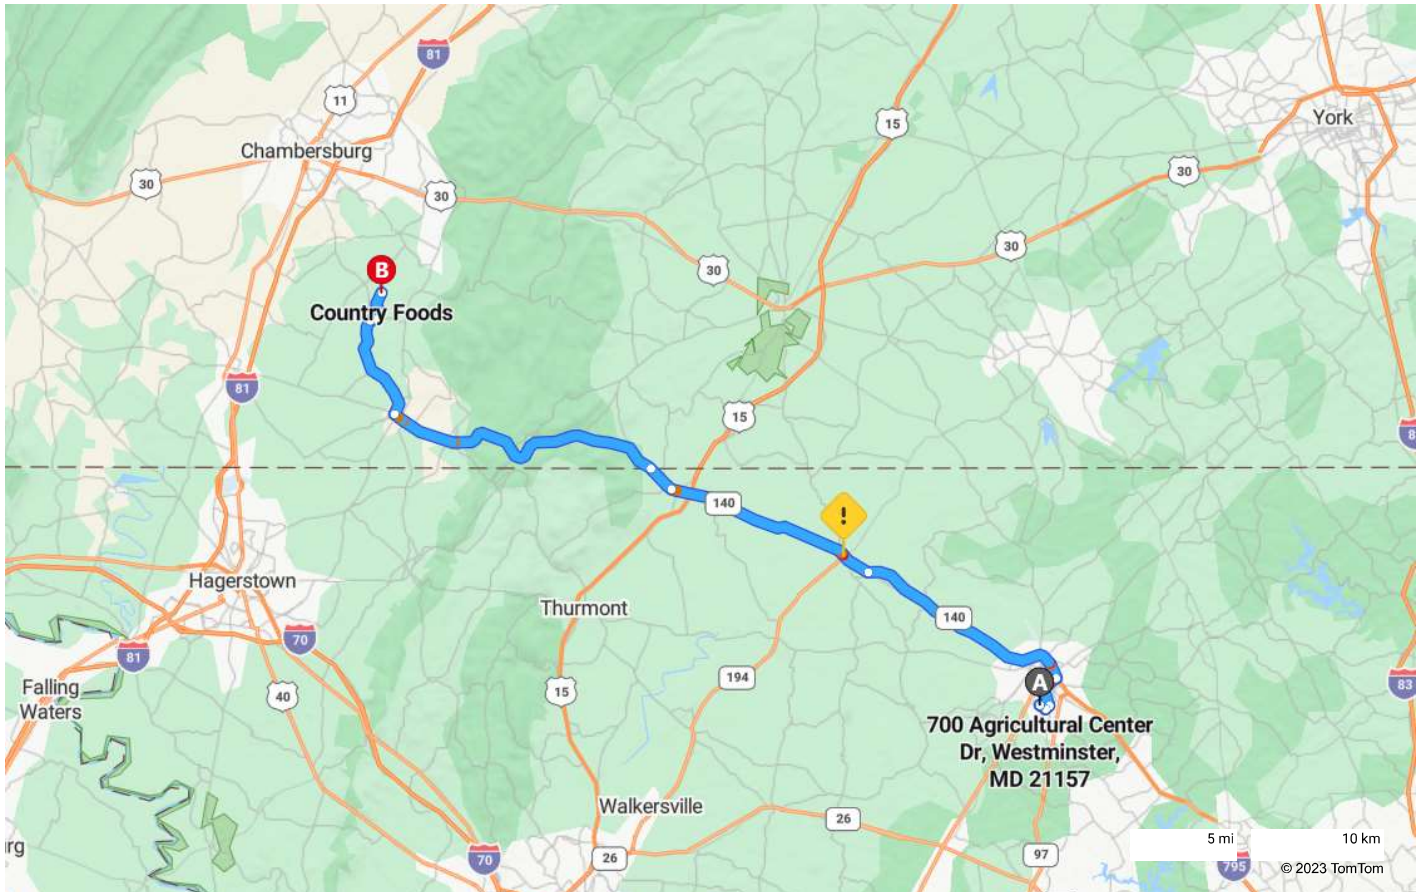 81
11
Chambersburg
15
York
30
30
30
30
30
B
Country Foods
81
15
8
140
!
Hagerstown
Thurmont
140
70
81
194
A
83
Falling
Waters
40
15
700 Agricultural Center
Dr, Westminster,
MD 21157
Walkersville
26
5 mi
10 km
rg
70
26
97
795
© 2023 TomTom